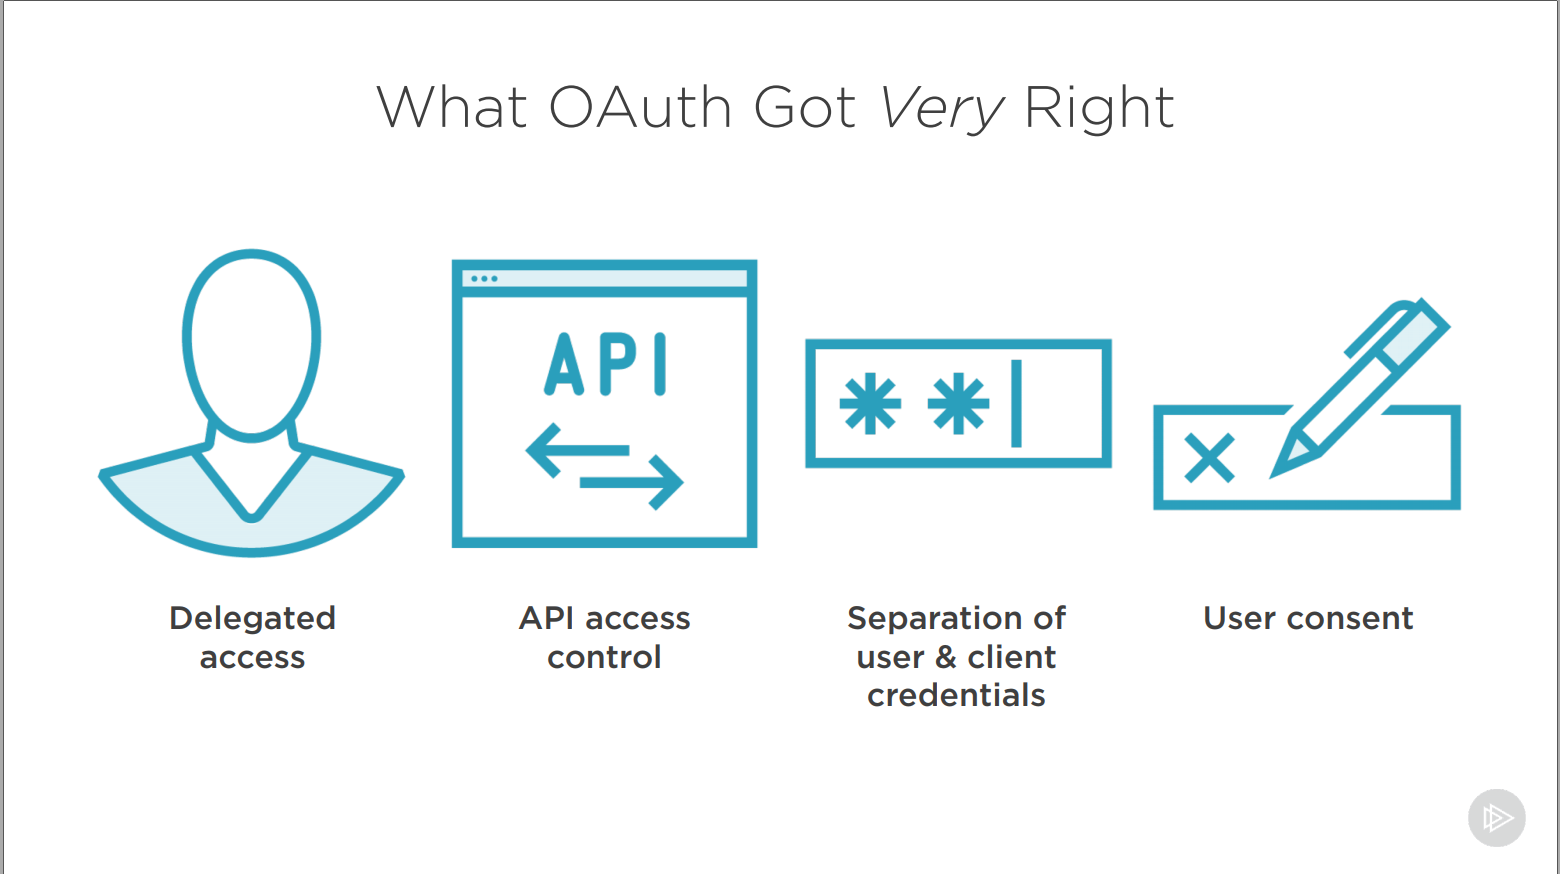 What OAuth Got Very Right
API
Delegated
access
API access
control
Separation of
user & client
credentials
User consent